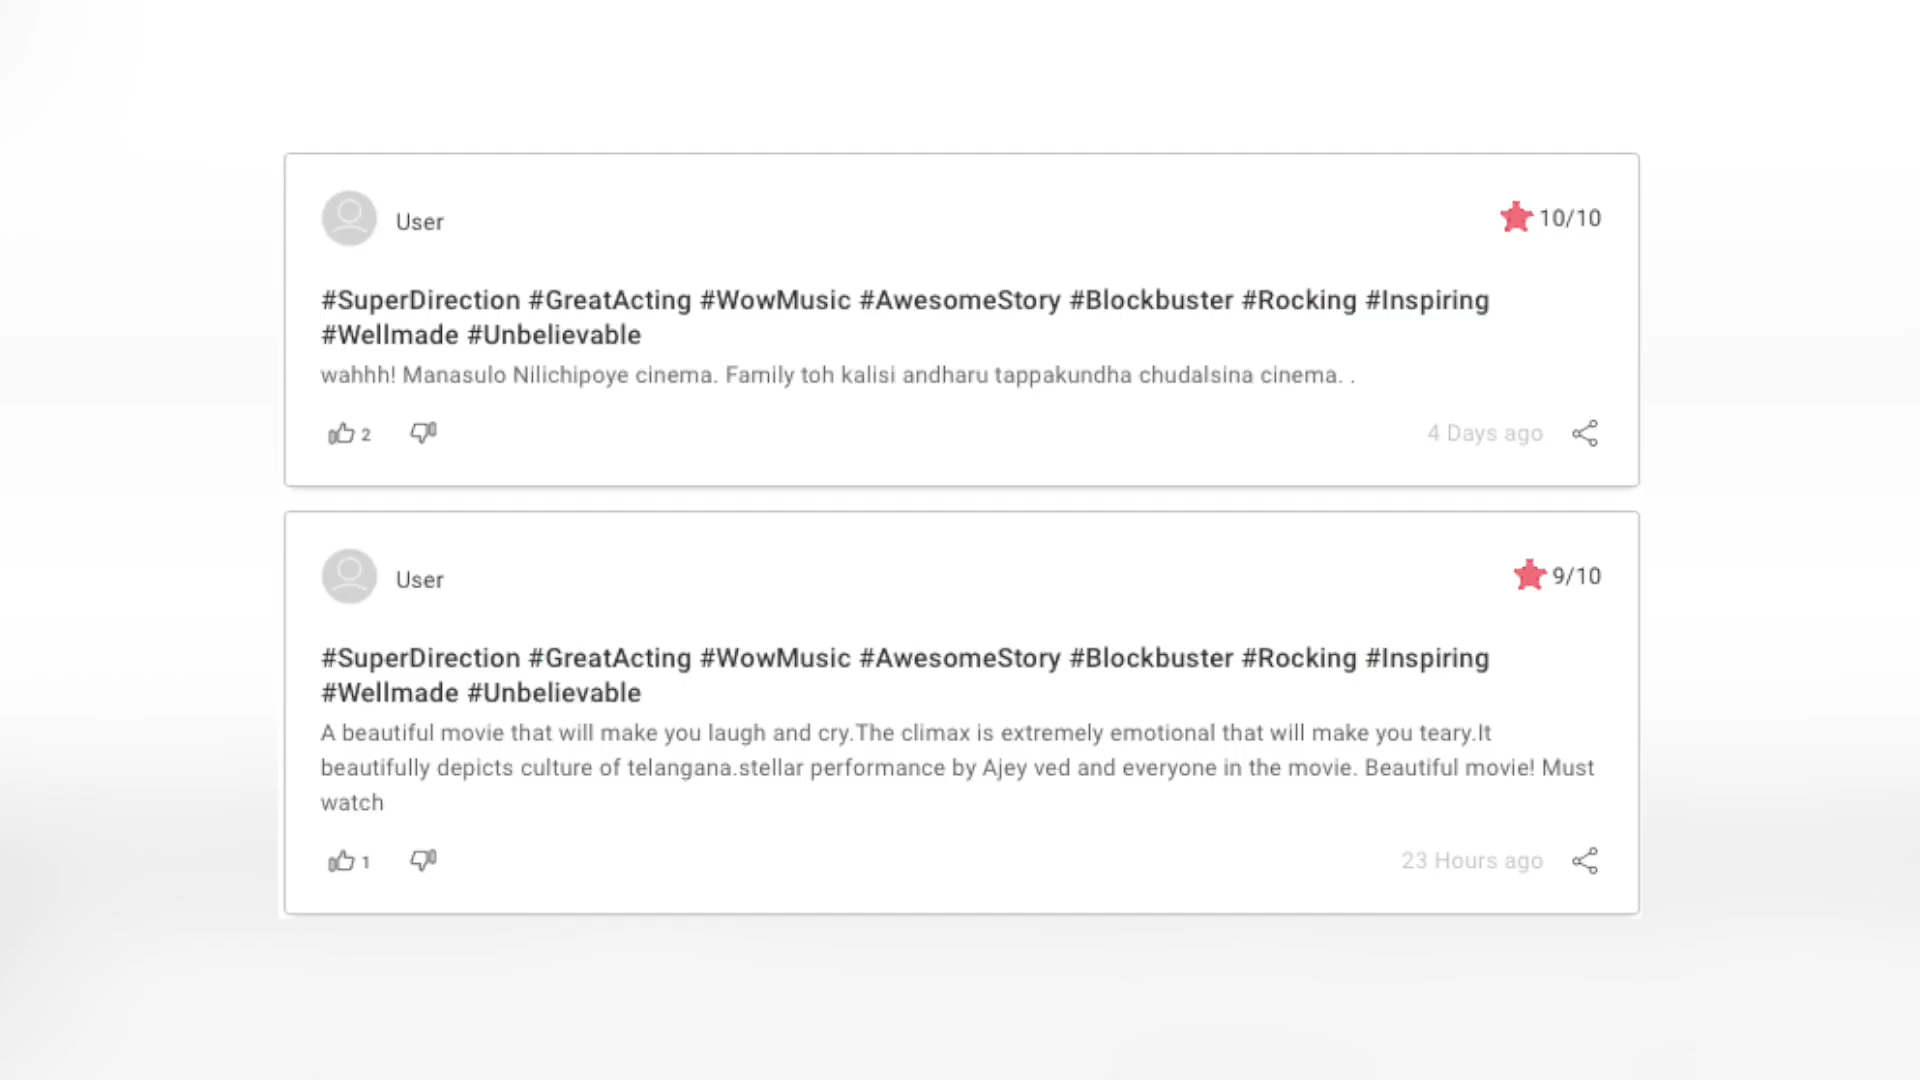 User
10/10
#SuperDirection #GreatActing #WowMusic #AwesomeStory #Blockbuster #Rocking #Inspiring
#Wellmade #Unbelievable
wahhh! Manasulo Nilichipoye cinema. Family toh kalisi andharu tappakundha chudalsina cinema. .
2
4 Days ago
User
9/10
#SuperDirection #GreatActing #WowMusic #AwesomeStory #Blockbuster #Rocking #Inspiring
#Wellmade #Unbelievable
A beautiful movie that will make you laugh and cry.The climax is extremely emotional that will make you teary.It
beautifully depicts culture of telangana.stellar performance by Ajey ved and everyone in the movie. Beautiful movie! Must
watch
1
23 Hours ago